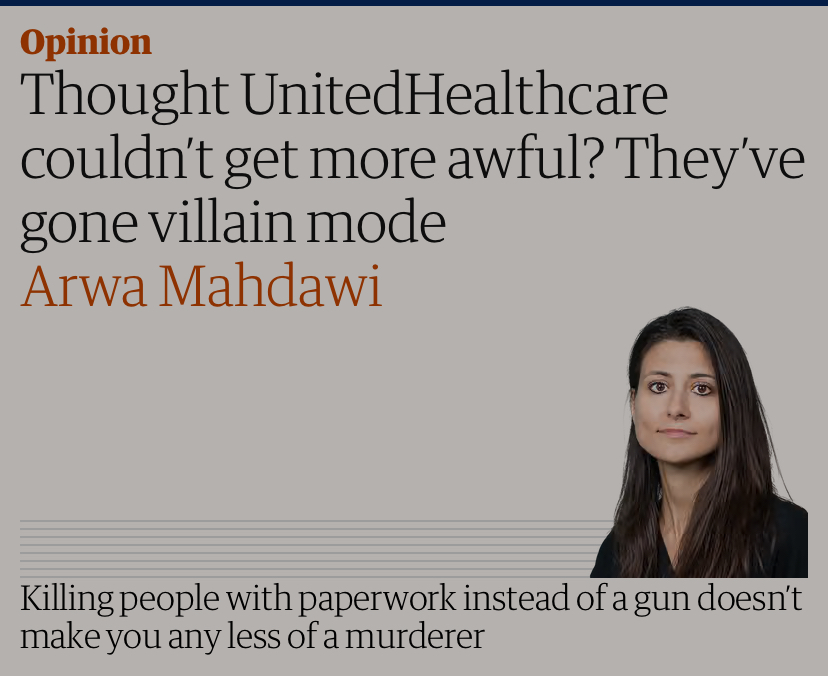 Opinion
Thought UnitedHealthcare
couldn’t get more awful? They’ve
gone villain mode
Arwa Mahdawi
Killing people with paperwork instead of a gun doesn’t
make you any less of a murderer